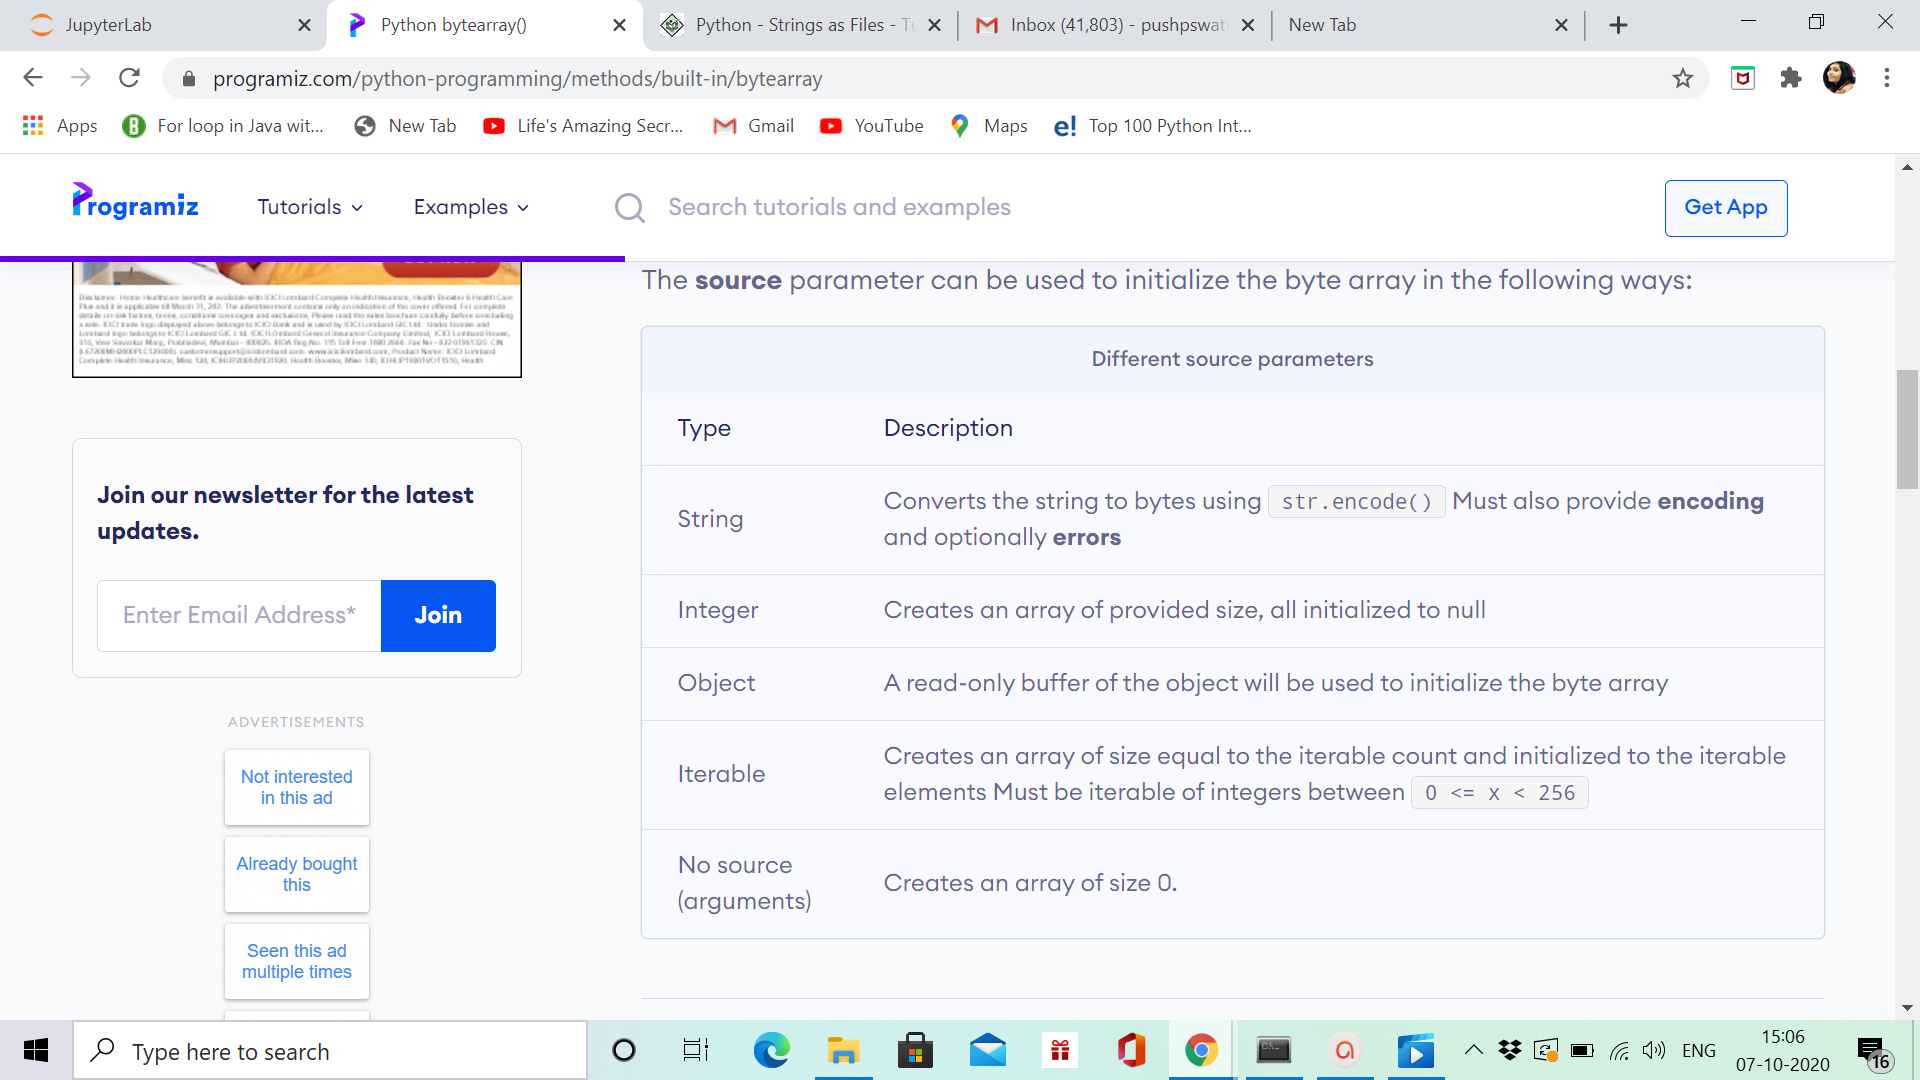 JupyterLab
Python bytearray()
Python - Strings as Files - Tu
Inbox (41,803) - pushpswati
New Tab
programiz.com/python-programming/methods/built-in/bytearray
Apps
For loop in Java wit...
New Tab
Life's Amazing Secr...
Gmail
YouTube
Maps
e! Top 100 Python Int...
Programiz
Tutorials
Examples
Search tutorials and examples
Get App
The source parameter can be used to initialize the byte array in the following ways:
Different source parameters
Type Description
String Converts the string to bytes using str.encode() Must also provide encoding
and optionally errors
Integer Creates an array of provided size, all initialized to null
Object A read-only buffer of the object will be used to initialize the byte array
Iterable Creates an array of size equal to the iterable count and initialized to the iterable
elements Must be iterable of integers between 0 <= x < 256
No source
(arguments)
Creates an array of size 0.
Join our newsletter for the latest
updates.
Enter Email Address*
Join
ADVERTISEMENTS
Not interested
in this ad
Already bought
this
Seen this ad
multiple times
Type here to search
ENG
15:06
07-10-2020
16